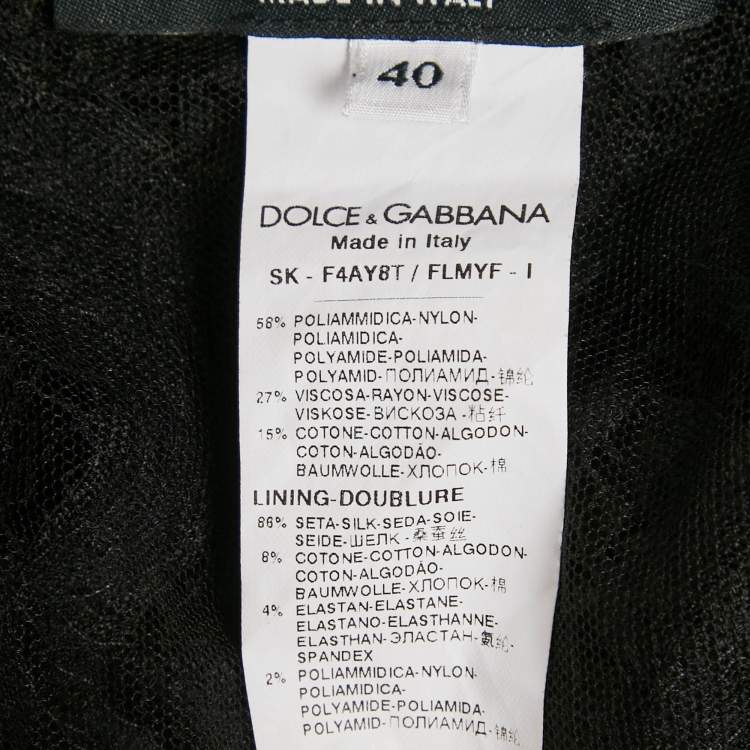 MADE IN ITALY
40
DOLCE & GABBANA
Made in Italy
SK - F4AY8T / FLMYF - I
58% POLIAMMIDICA-NYLON-
POLIAMIDICA-
POLYAMIDE-POLIAMIDA-
POLYAMID-ПОЛИАМИД-锦纶
27% VISCOSA-RAYON-VISCOSE-
VISKOSE-ВИСКОЗА-粘纤
15% COTONE-COTTON-ALGODON-
COTON-ALGODÃO-
BAUMWOLLE-ХЛОПОК-棉
LINING-DOUBLURE
86% SETA-SILK-SEDA-SOIE-
SEIDE-ШЕЛК-桑蚕丝
8% COTONE-COTTON-ALGODON-
COTON-ALGODÃO-
BAUMWOLLE-ХЛОПОК-棉
4% ELASTAN-ELASTANE-
ELASTANO-ELASTHANNE-
ELASTHAN-ЭЛАСТАН-氨纶-
SPANDEX
2% POLIAMMIDICA-NYLON-
POLIAMIDICA-
POLYAMIDE-POLIAMIDA-
POLYAMID-ПОЛИАМИД-锦纶